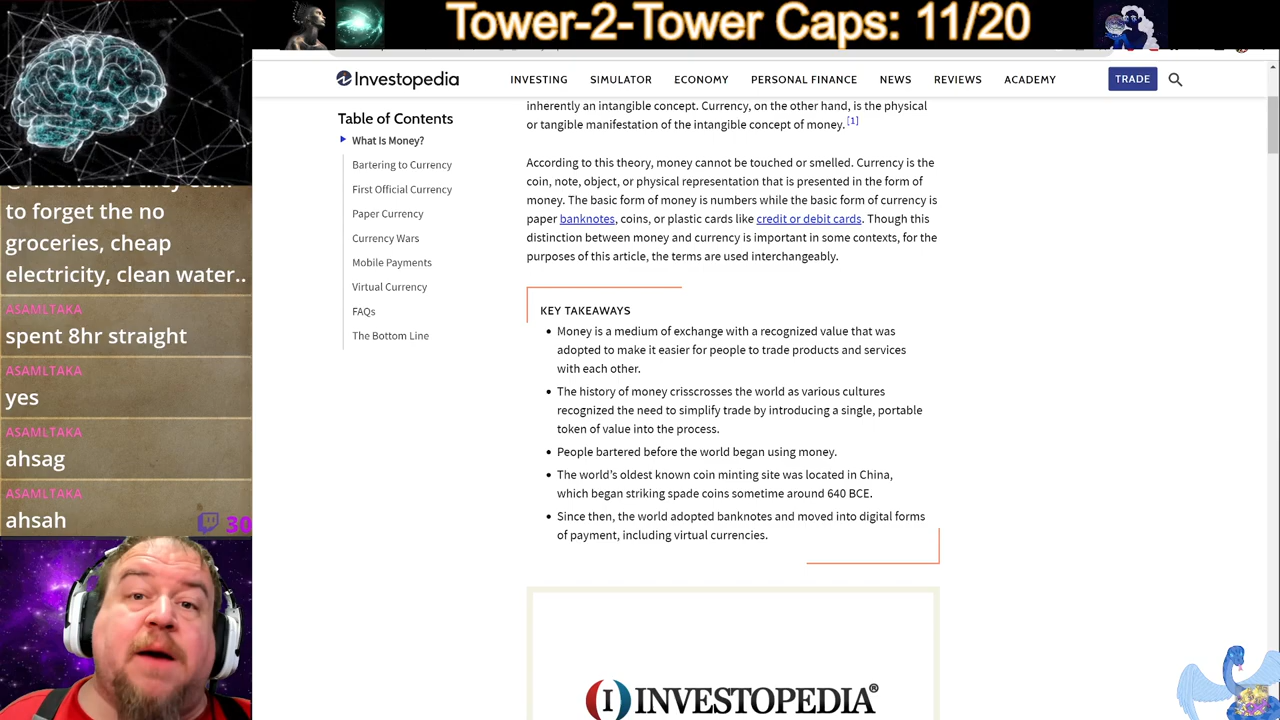 Tower-2-Tower Caps: 11/20
Investopedia
INVESTING SIMULATOR ECONOMY PERSONAL FINANCE NEWS REVIEWS ACADEMY TRADE
to forget the no
groceries, cheap
electricity, clean water..
ASAMLTAKA
spent 8hr straight
ASAMLTAKA
yes
ASAMLTAKA
ahsag
ASAMLTAKA
ahsah
30
Table of Contents
What Is Money?
Bartering to Currency
First Official Currency
Paper Currency
Currency Wars
Mobile Payments
Virtual Currency
FAQs
The Bottom Line
inherently an intangible concept. Currency, on the other hand, is the physical
or tangible manifestation of the intangible concept of money. [1]
According to this theory, money cannot be touched or smelled. Currency is the
coin, note, object, or physical representation that is presented in the form of
money. The basic form of money is numbers while the basic form of currency is
paper banknotes, coins, or plastic cards like credit or debit cards. Though this
distinction between money and currency is important in some contexts, for the
purposes of this article, the terms are used interchangeably.
KEY TAKEAWAYS
• Money is a medium of exchange with a recognized value that was
adopted to make it easier for people to trade products and services
with each other.
• The history of money crisscrosses the world as various cultures
recognized the need to simplify trade by introducing a single, portable
token of value into the process.
• People bartered before the world began using money.
• The world's oldest known coin minting site was located in China,
which began striking spade coins sometime around 640 BCE.
• Since then, the world adopted banknotes and moved into digital forms
of payment, including virtual currencies.
INVESTOPEDIA®